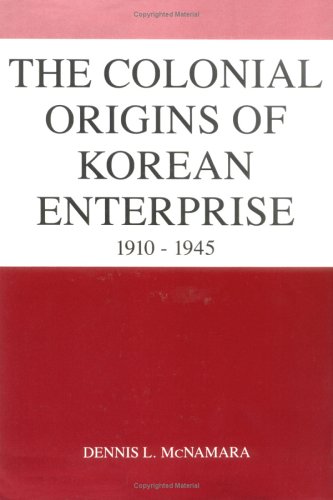 THE COLONIAL
ORIGINS OF
KOREAN
ENTERPRISE
1910 - 1945
DENNIS L. McNAMARA
Copyrighted Material
Copyrighted Material